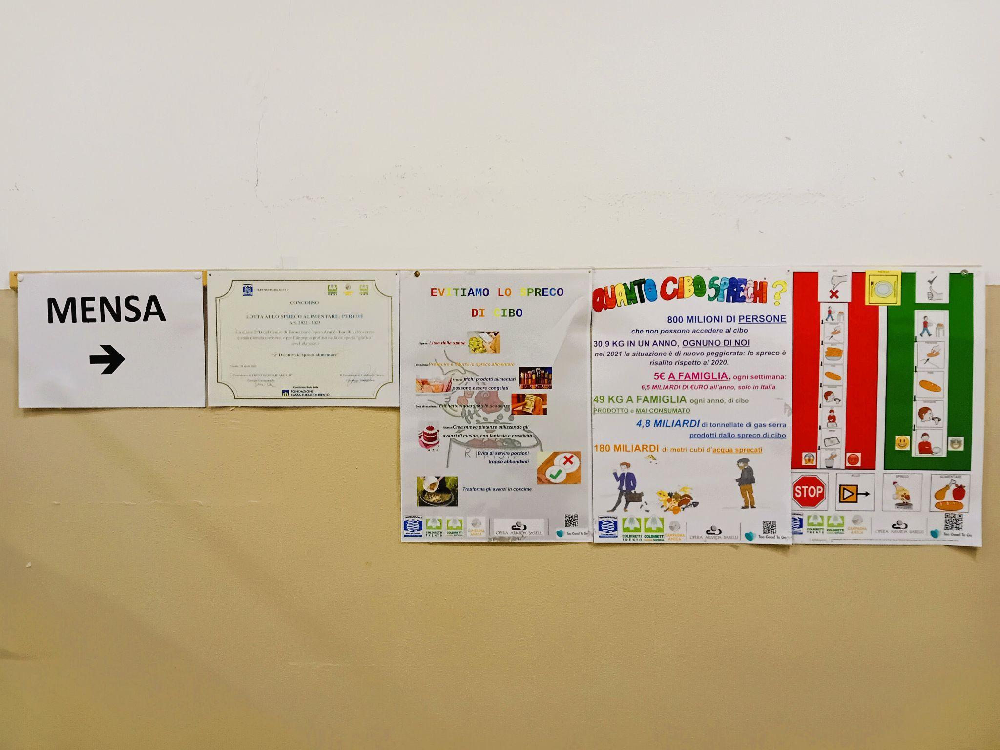 MENSA
TRENTINOSOLIDALE ODV
COLDIRETTI
TRENTO
CONCORSO
LOTTA ALLO SPRECO ALIMENTARE: PERCHÈ
A.S. 2022 - 2023
La classe 2ª D del Centro di Formazione Opera Armida Barelli di Rovereto
è stata ritenuta meritevole per l'impegno profuso nella categoria "grafica"
con l'elaborato
"2ª D contro lo spreco alimentare"
Il Presidente di TRENTINOSOLIDALE ODV
Il Presidente di Coldiretti Trento
Con il contributo della
FONDAZIONE
CASSA RURALE DI TRENTO
EVITIAMO LO SPRECO
DI CIBO
Spesa: Lista della spesa
Dispensa: Prevenire e ridurre lo spreco alimentare
Freezer: Molti prodotti alimentari
possono essere congelati
Data di scadenza: Etichette riguardanti le scadenze
Ricette: Crea nuove pietanze utilizzando gli
avanzi di cucina, con fantasia e creatività
RIFIUTI
Evita di servire porzioni
troppo abbondanti
Trasforma gli avanzi in concime
TRENTINOSOLIDALE
COLDIRETTI
TRENTO
COLDIRETTI
CAMPAGNA
AMICA
OPERA ARMIDA BARELLI
Too Good To Go
QUANTO CIBO SPRECHI?
800 MILIONI DI PERSONE
che non possono accedere al cibo
30,9 KG IN UN ANNO, OGNUNO DI NOI
nel 2021 la situazione è di nuovo peggiorata: lo spreco è
risalito rispetto al 2020.
5€ A FAMIGLIA, ogni settimana:
6,5 MILIARDI DI €URO all'anno, solo in Italia.
49 KG A FAMIGLIA ogni anno, di cibo
PRODOTTO e MAI CONSUMATO
4,8 MILIARDI di tonnellate di gas serra
prodotti dallo spreco di cibo
180 MILIARDI di metri cubi d'acqua sprecati
COLDIRETTI
TRENTO
COLDIRETTI
CAMPAGNA
AMICA
OPERA ARMIDA BARELLI
Too Good To Go
NO
MENSA
SI
STOP
ALLO
SPRECO
ALIMENTARE
COLDIRETTI
TRENTO
COLDIRETTI
CAMPAGNA
AMICA
OPERA ARMIDA BARELLI
Too Good To Go